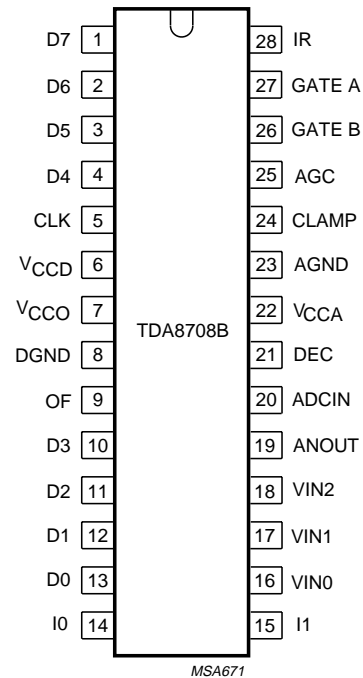 D7 1 28 IR
D6 2 27 GATE A
D5 3 26 GATE B
D4 4 25 AGC
CLK 5 24 CLAMP
VCCD 6 23 AGND
VCCO 7 22 VCCA
TDA8708B
DGND 8 21 DEC
OF 9 20 ADCIN
D3 10 19 ANOUT
D2 11 18 VIN2
D1 12 17 VIN1
D0 13 16 VIN0
I0 14 15 I1
MSA671